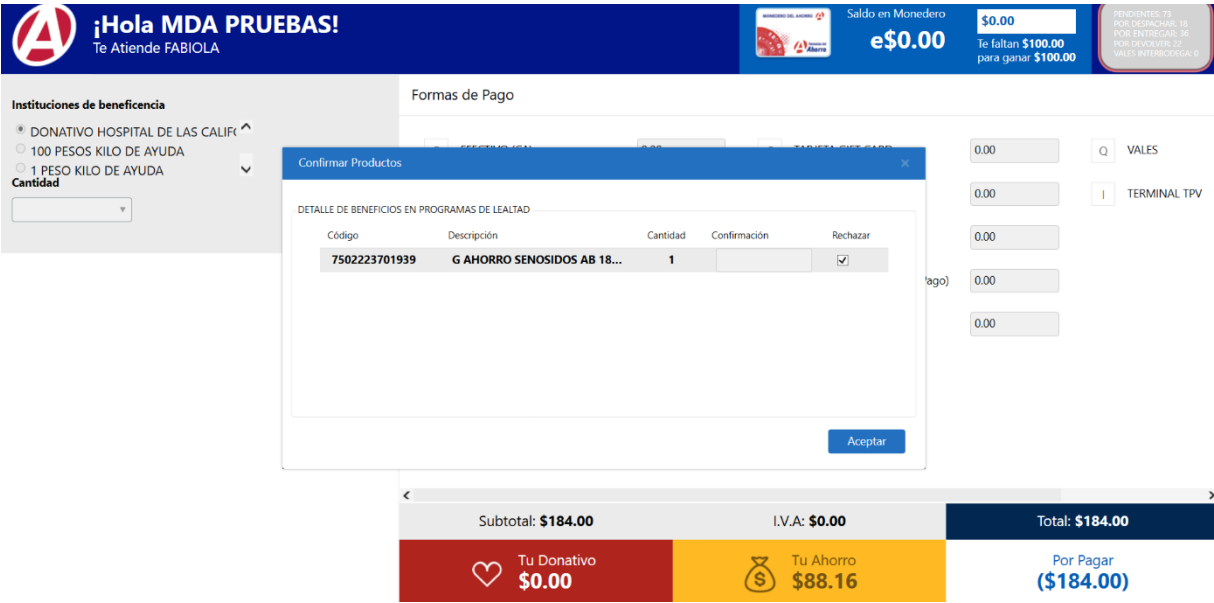 ¡Hola MDA PRUEBAS!
Te Atiende FABIOLA
MONEDERO DEL AHORRO
Ahorro
Saldo en Monedero
e$0.00
$0.00
Te faltan $100.00
para ganar $100.00
PENDIENTES: 73
POR DESPACHAR: 18
POR ENTREGAR: 36
POR DEVOLVER: 22
VALES INTERBODEGA: 0
Instituciones de beneficencia
DONATIVO HOSPITAL DE LAS CALIF
100 PESOS KILO DE AYUDA
1 PESO KILO DE AYUDA
Cantidad
Formas de Pago
0.00
Q VALES
0.00
I TERMINAL TPV
0.00
Pago) 0.00
0.00
Confirmar Productos
DETALLE DE BENEFICIOS EN PROGRAMAS DE LEALTAD
Código Descripción Cantidad Confirmación Rechazar
7502223701939 G AHORRO SENOSIDOS AB 18... 1
Aceptar
Subtotal: $184.00
I.V.A: $0.00
Total: $184.00
Tu Donativo
$0.00
Tu Ahorro
$88.16
Por Pagar
($184.00)